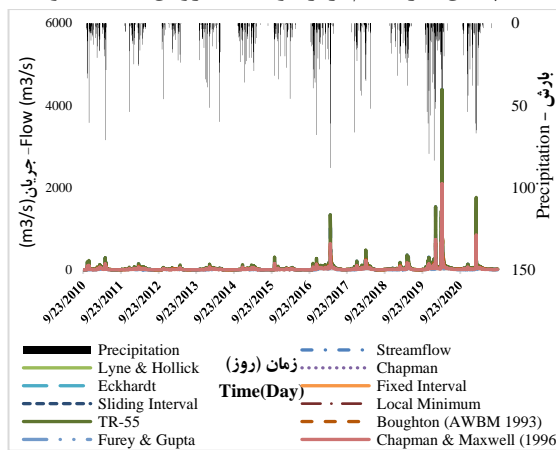 6000
4000
2000
0
(m3/s)جریان–Flow (m3/s)
0
50
100
150
Precipitation – بارش
9/23/2010
9/23/2011
9/23/2012
9/23/2013
9/23/2014
9/23/2015
9/23/2016
9/23/2017
9/23/2018
9/23/2019
9/23/2020
زمان (روز)
Time(Day)
Precipitation
Streamflow
Lyne & Hollick
Chapman
Eckhardt
Fixed Interval
Sliding Interval
Local Minimum
TR-55
Boughton (AWBM 1993)
Furey & Gupta
Chapman & Maxwell (1996